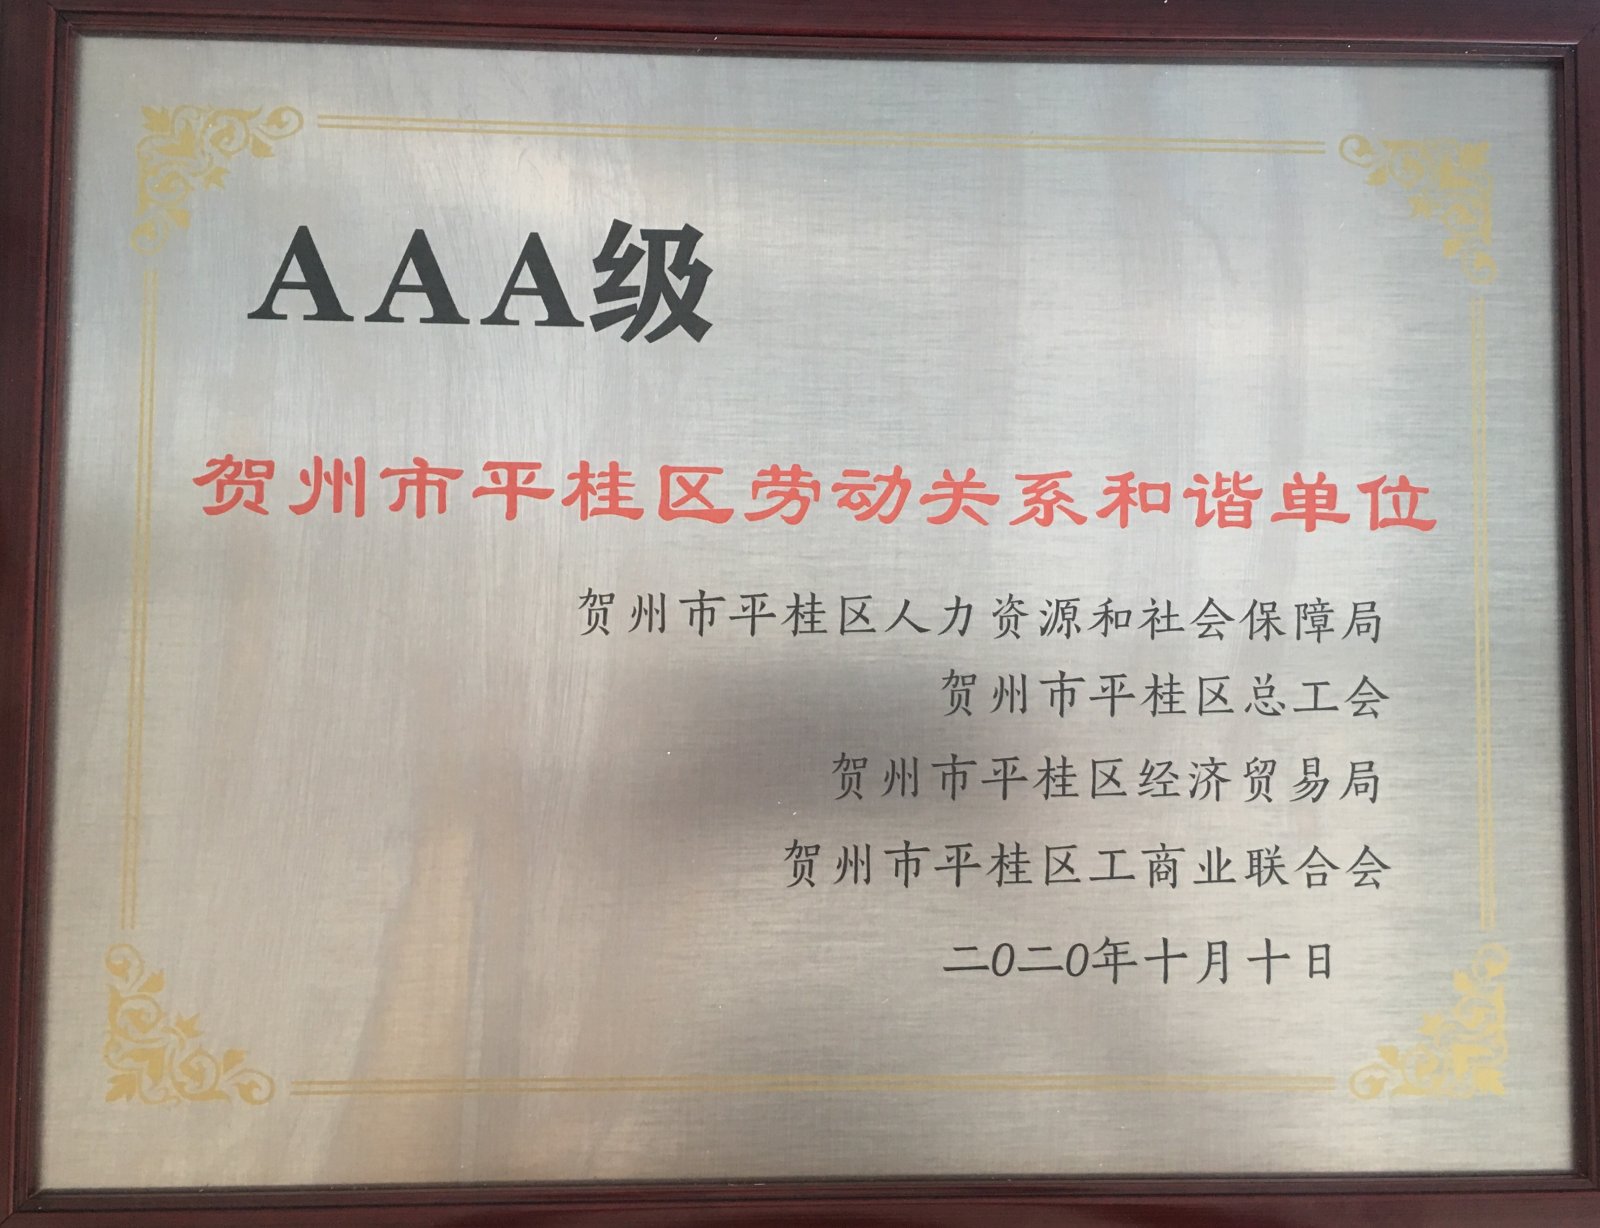 AAA级
贺州市平桂区劳动关系和谐单位
贺州市平桂区人力资源和社会保障局
贺州市平桂区总工会
贺州市平桂区经济贸易局
贺州市平桂区工商业联合会
二0二0年十月十日